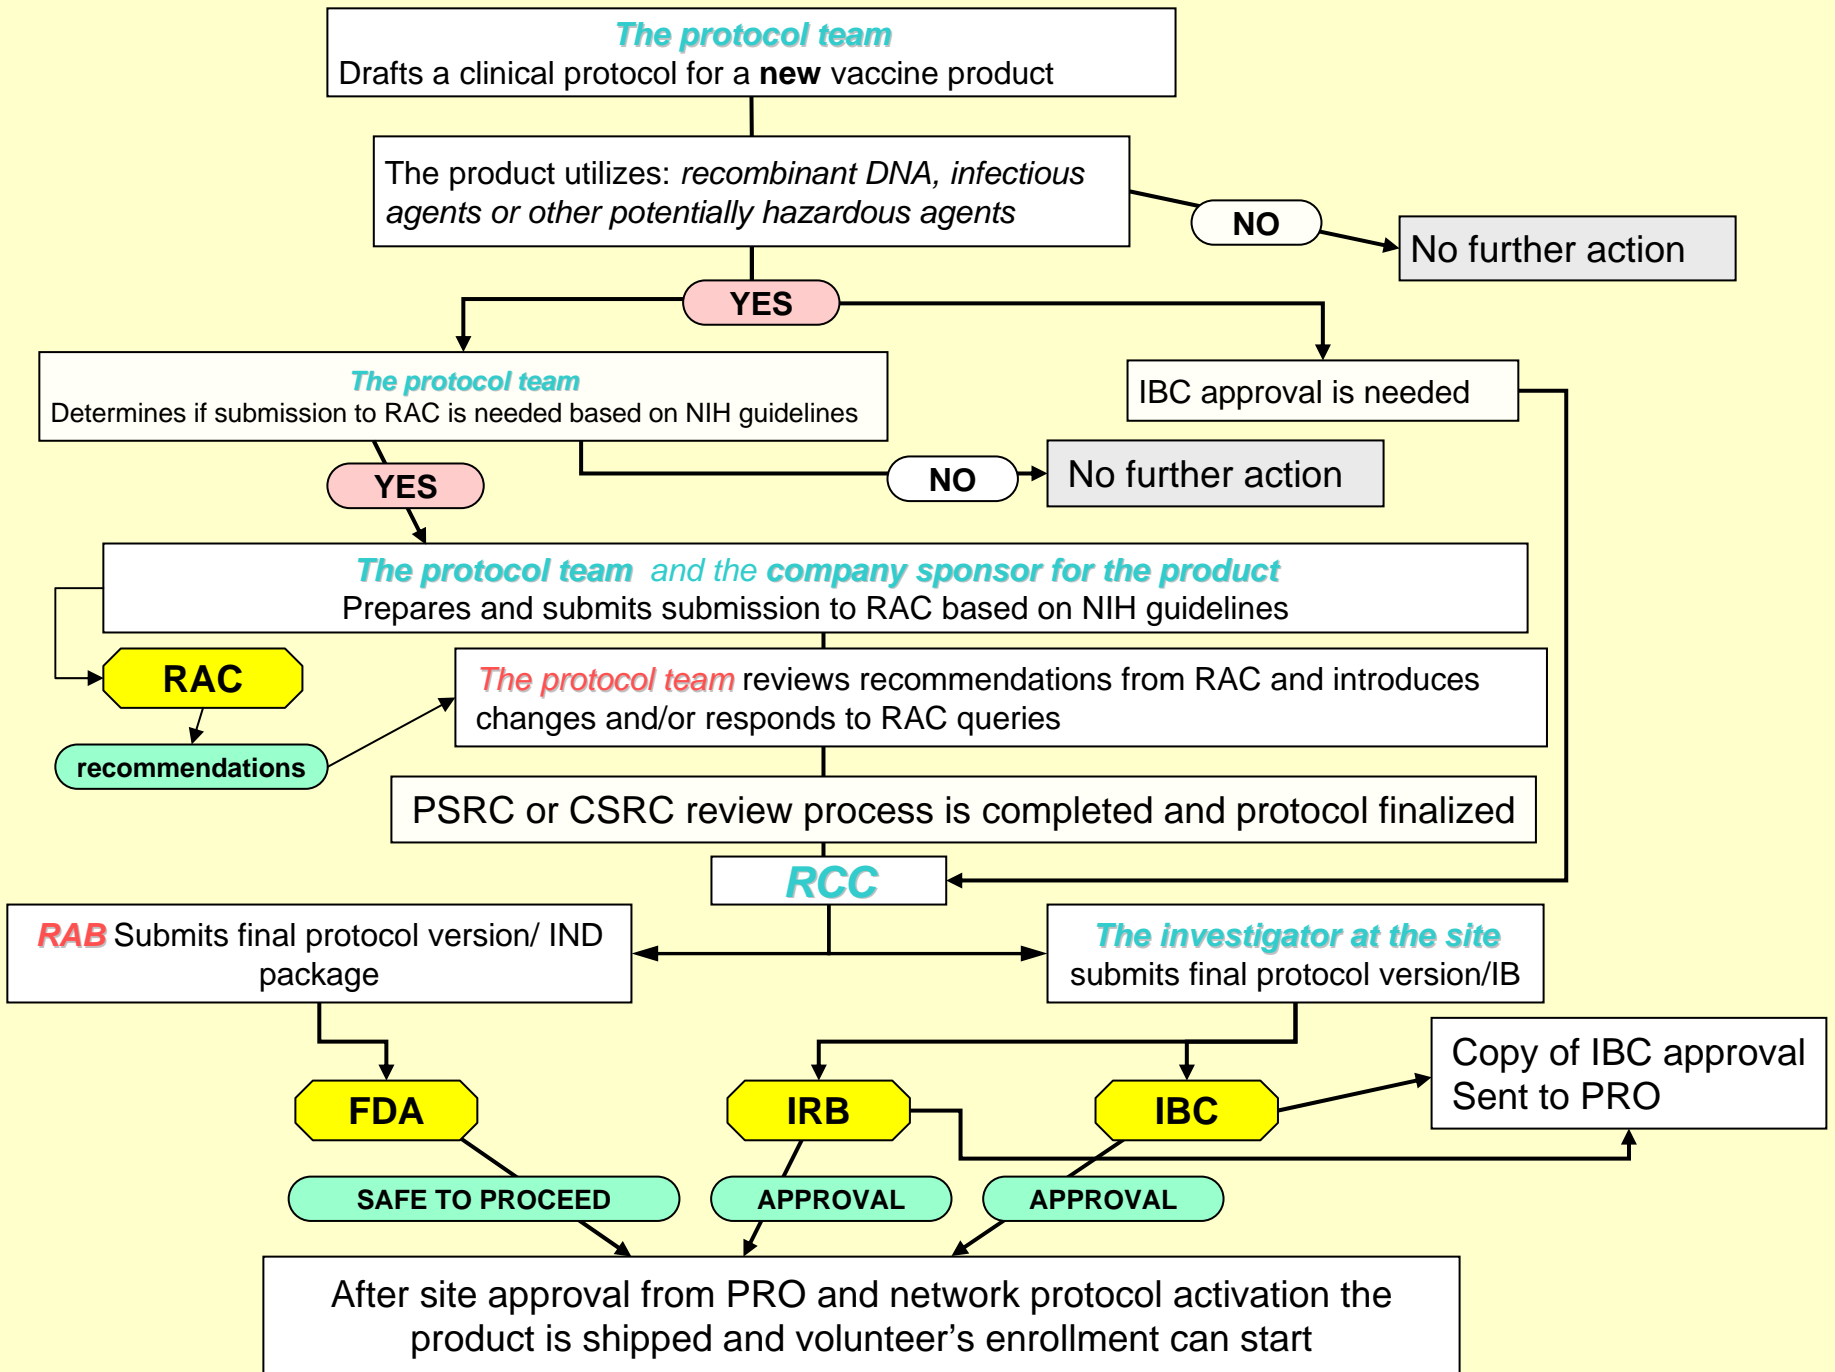 The protocol team
Drafts a clinical protocol for a new vaccine product
The product utilizes: recombinant DNA, infectious
agents or other potentially hazardous agents
NO
No further action
YES
The protocol team
Determines if submission to RAC is needed based on NIH guidelines
IBC approval is needed
YES
NO
No further action
The protocol team and the company sponsor for the product
Prepares and submits submission to RAC based on NIH guidelines
RAC
The protocol team reviews recommendations from RAC and introduces
changes and/or responds to RAC queries
recommendations
PSRC or CSRC review process is completed and protocol finalized
RCC
RAB Submits final protocol version/ IND
package
The investigator at the site
submits final protocol version/IB
Copy of IBC approval
Sent to PRO
FDA
IRB
IBC
SAFE TO PROCEED
APPROVAL
APPROVAL
After site approval from PRO and network protocol activation the
product is shipped and volunteer's enrollment can start